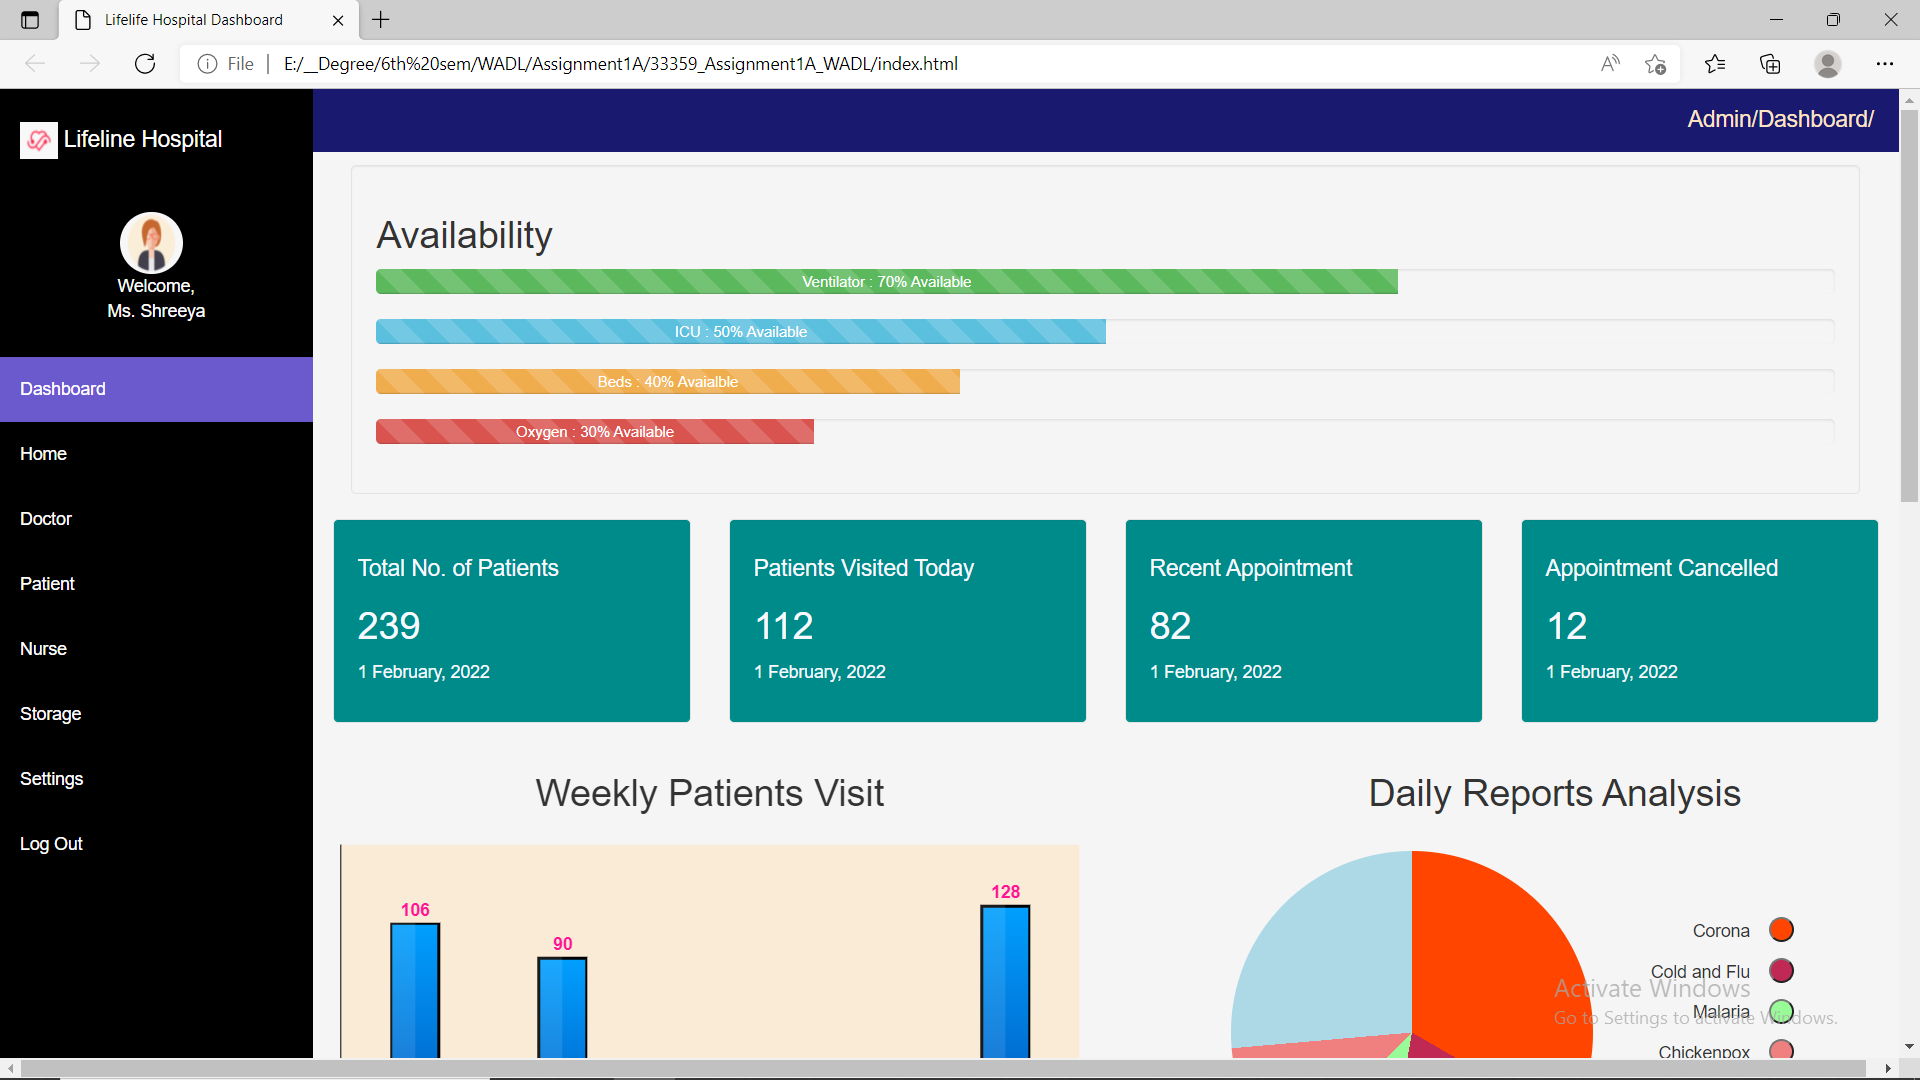 Lifelife Hospital Dashboard
File
E:/__Degree/6th%20sem/WADL/Assignment1A/33359_Assignment1A_WADL/index.html
Lifeline Hospital
Admin/Dashboard/
Welcome,
Ms. Shreeya
Dashboard
Home
Doctor
Patient
Nurse
Storage
Settings
Log Out
Availability
Ventilator : 70% Available
ICU : 50% Available
Beds : 40% Avaialble
Oxygen : 30% Available
Total No. of Patients
239
1 February, 2022
Patients Visited Today
112
1 February, 2022
Recent Appointment
82
1 February, 2022
Appointment Cancelled
12
1 February, 2022
Weekly Patients Visit
106
90
128
Daily Reports Analysis
Corona
Cold and Flu
Malaria
Chickenpox
Activate Windows
Go to Settings to activate Windows.